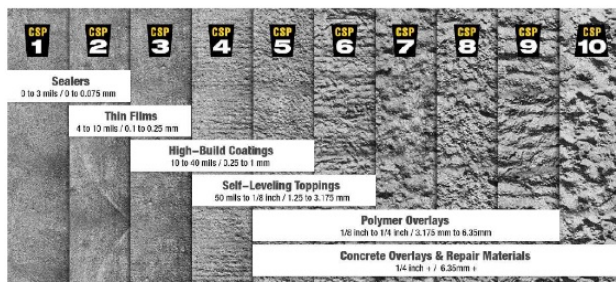 CSP 1
CSP 2
CSP 3
CSP 4
CSP 5
CSP 6
CSP 7
CSP 8
CSP 9
CSP 10
Sealers
0 to 3 mils / 0 to 0.075 mm
Thin Films
4 to 10 mils / 0.1 to 0.25 mm
High-Build Coatings
10 to 40 mils / 0.25 to 1 mm
Self-Leveling Toppings
50 mils to 1/8 inch / 1.25 to 3.175 mm
Polymer Overlays
1/8 inch to 1/4 inch / 3.175 mm to 6.35mm
Concrete Overlays & Repair Materials
1/4 inch + / 6.35mm +